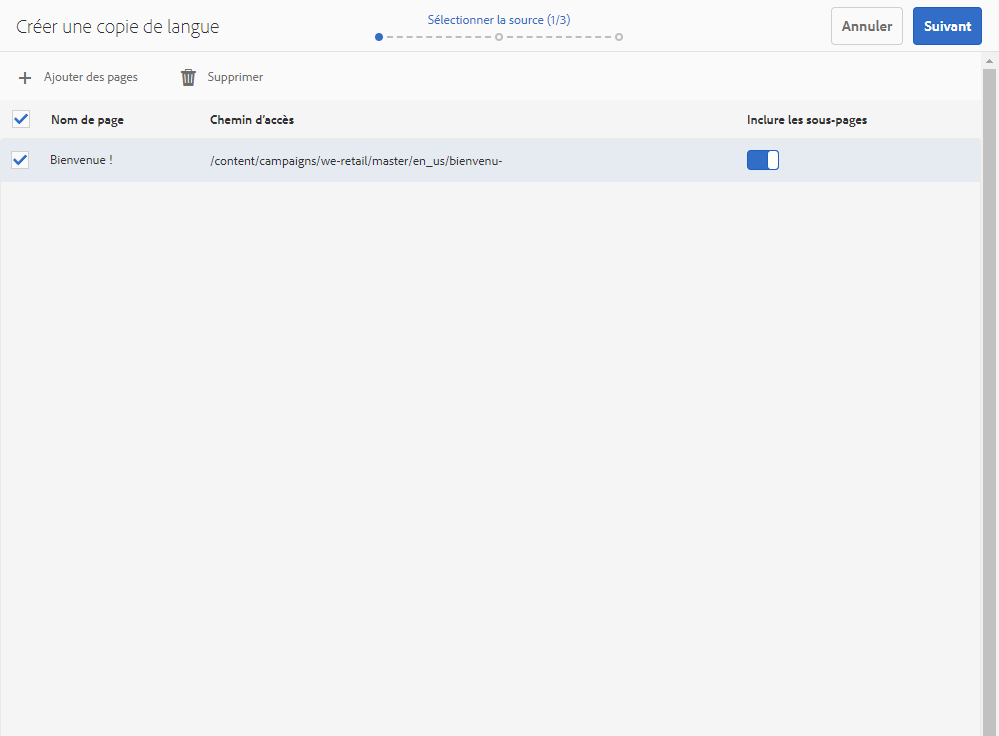 Créer une copie de langue
Sélectionner la source (1/3)
Annuler
Suivant
Ajouter des pages
Supprimer
Nom de page
Chemin d'accès
Inclure les sous-pages
Bienvenue !
/content/campaigns/we-retail/master/en_us/bienvenu-